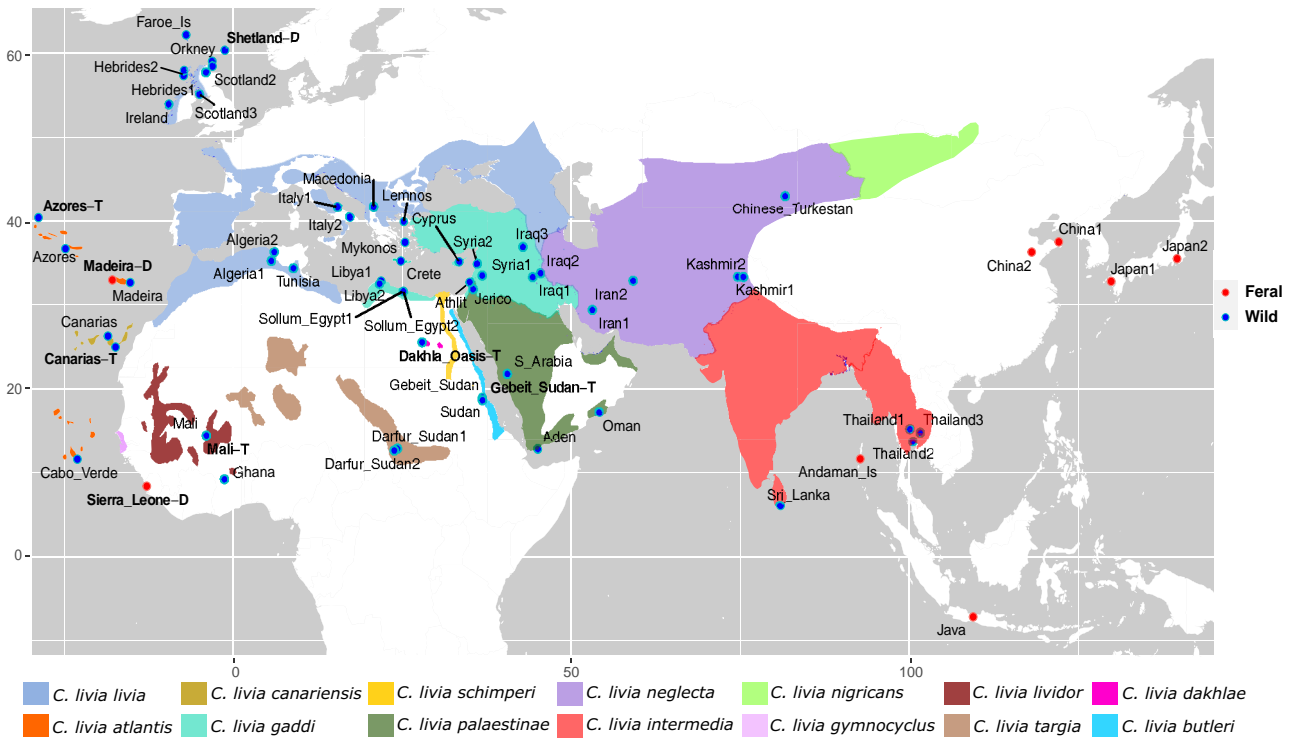 Faroe_Is
Shetland–D
Orkney
60
Hebrides2
Scotland2
Hebrides1
Scotland3
Ireland
Macedonia
Italy1
Lemnos
Azores–T
Cyprus
40
Italy2
Chinese_Turkestan
Algeria2
Mykoncs
Syria2
Iraq3
China1
Azores
Madeira–D
Algeria1
Tunisia
Libya1
Crete
Syria1
Iraq2
Kashmir2
China2
Japan2
Japan1
Madeira
Libya2
Athlit
Jerico
Iraq1
Iran2
Kashmir1
Feral
Canarias
Sollum_Egypt1
Sollum_Egypt2
Iran1
Wild
Canarias–T
Dakhla_Oasis–T
S_Arabia
20
Gebeit_Sudan
Gebeit_Sudan–T
Sudan
Mali
Oman
Thailand1
Thailand3
Mali–T
Darfur_Sudan1
Aden
Thailand2
Cabo_Verde
Ghana
Darfur_Sudan2
Andaman_Is
Sierra_Leone–D
Sri_Lanka
0
Java
0
50
100
C. livia livia
C. livia canariensis
C. livia schimperi
C. livia neglecta
C. livia nigricans
C. livia lividor
C. livia dakhlae
C. livia atlantis
C. livia gaddi
C. livia palaestinae
C. livia intermedia
C. livia gymnocyclus
C. livia targia
C. livia butleri